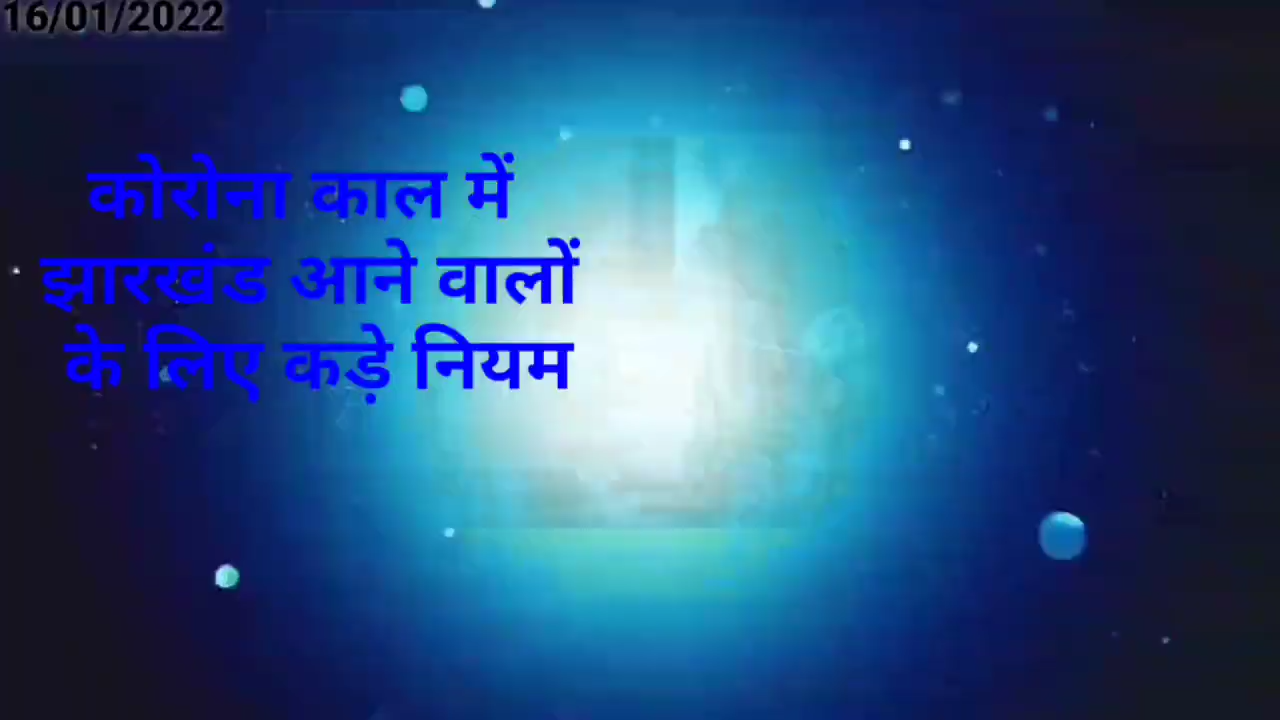 16/01/2022
कोरोना काल में
झारखंड आने वालों
के लिए कड़े नियम